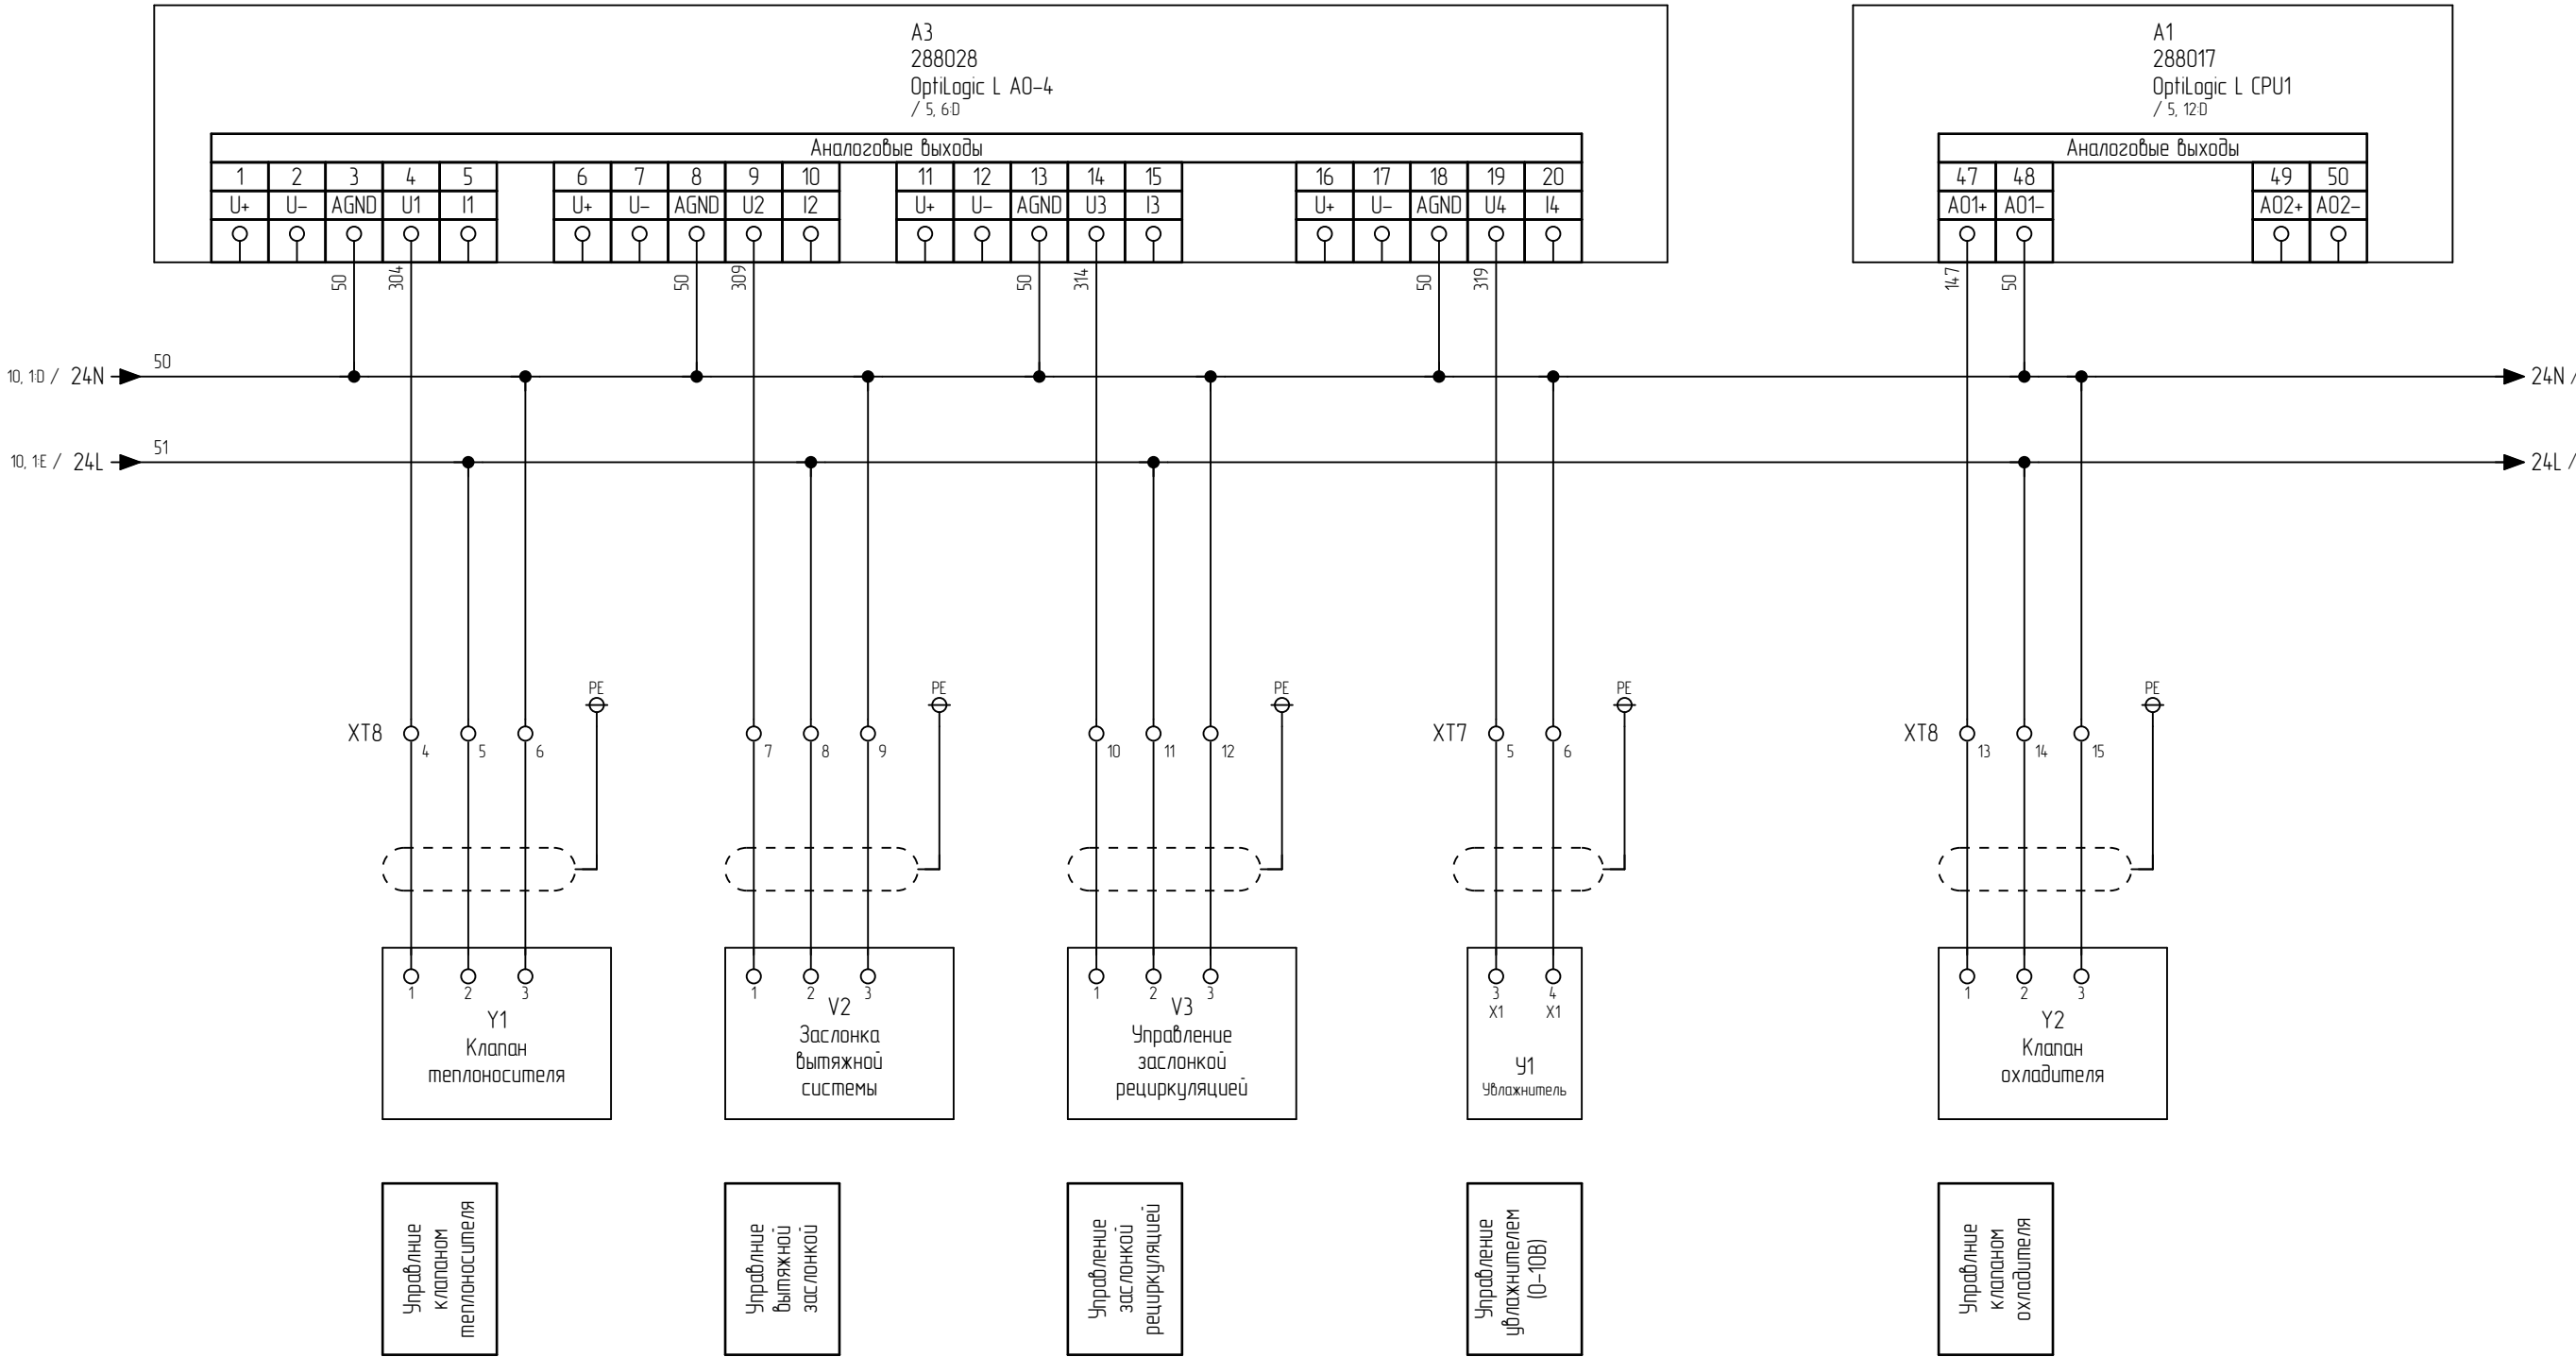 А3
288028
OptiLogic L AO-4
/ 5, 6:D
Аналоговые выходы
1 2 3 4 5 6 7 8 9 10 11 12 13 14 15 16 17 18 19 20
U+ U- AGND U1 I1 U+ U- AGND U2 I2 U+ U- AGND U3 I3 U+ U- AGND U4 I4
50 304 50 309 50 314 50 319
А1
288017
OptiLogic L CPU1
/ 5, 12:D
Аналоговые выходы
47 48 49 50
AO1+ AO1- AO2+ AO2-
147 50
10, 1:D / 24N 50 24N /
10, 1:E / 24L 51 24L /
PE PE PE PE PE
XT8 4 5 6 7 8 9 10 11 12 XT7 5 6 XT8 13 14 15
1 2 3
Y1
Клапан
теплоносителя
1 2 3
V2
Заслонка
вытяжной
системы
1 2 3
V3
Управление
заслонкой
рециркуляцией
3 4
X1 X1
У1
Увлажнитель
1 2 3
Y2
Клапан
охладителя
Управлние
клапаном
теплоносителя
Управлние
вытяжной
заслонкой
Управление
заслонкой
рециркуляцией
Управление
увлажнителем
(0-10В)
Управлние
клапаном
охладителя